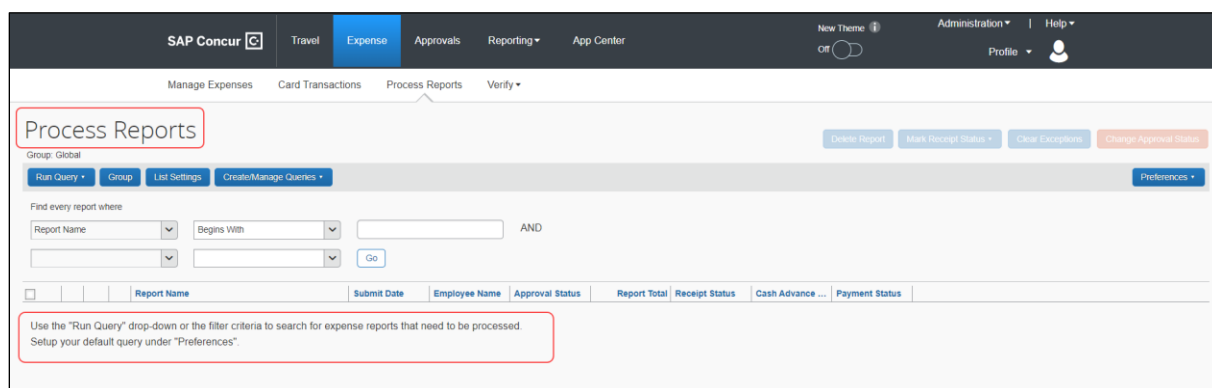 New Theme
Administration
|
Help
SAP Concur C
Travel
Expense
Approvals
Reporting
App Center
Off
Profile
Manage Expenses
Card Transactions
Process Reports
Verify
Process Reports
Delete Report
Mark Receipt Status
Clear Exceptions
Change Approval Status
Group: Global
Run Query
Group
List Settings
Create/Manage Queries
Preferences
Find every report where
Report Name
Begins With
AND
Go
Report Name
Submit Date
Employee Name
Approval Status
Report Total
Receipt Status
Cash Advance ...
Payment Status
Use the "Run Query" drop-down or the filter criteria to search for expense reports that need to be processed.
Setup your default query under "Preferences".